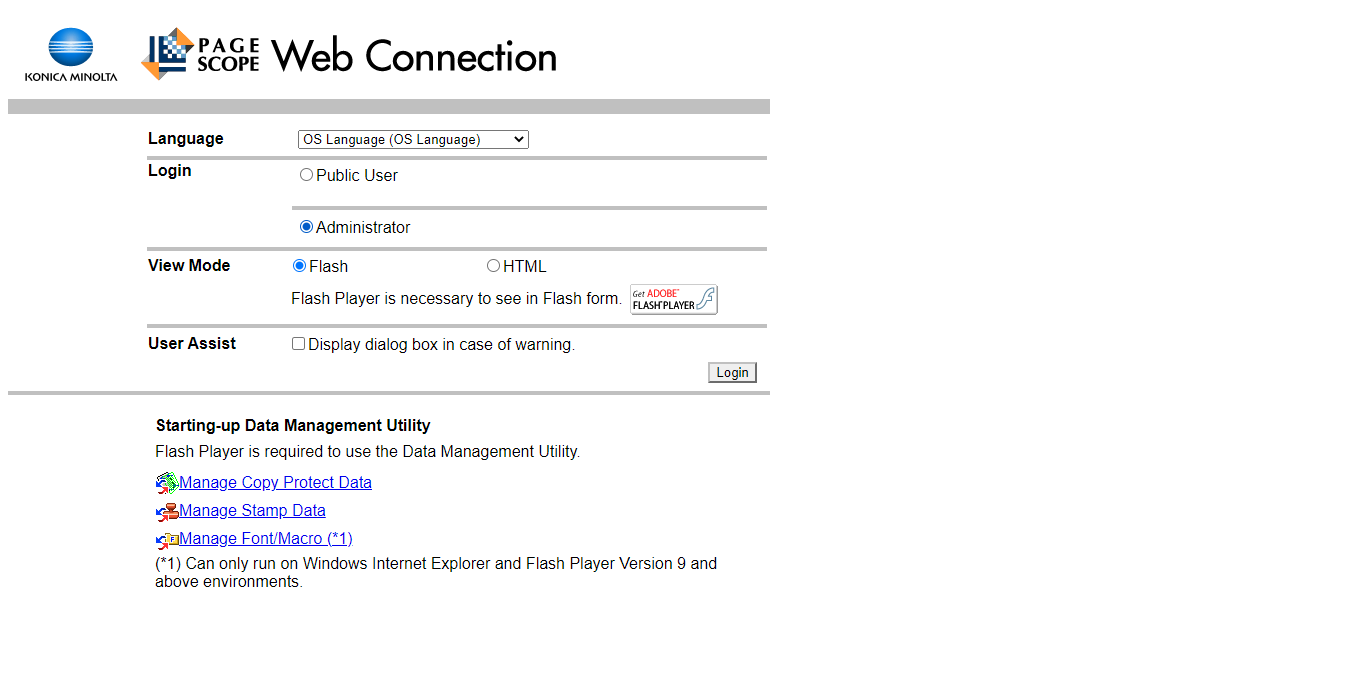 KONICA MINOLTA
PAGE SCOPE Web Connection
Language OS Language (OS Language)
Login Public User
Administrator
View Mode Flash HTML
Flash Player is necessary to see in Flash form. Get ADOBE FLASH PLAYER
User Assist Display dialog box in case of warning.
Login
Starting-up Data Management Utility
Flash Player is required to use the Data Management Utility.
Manage Copy Protect Data
Manage Stamp Data
Manage Font/Macro (*1)
(*1) Can only run on Windows Internet Explorer and Flash Player Version 9 and
above environments.